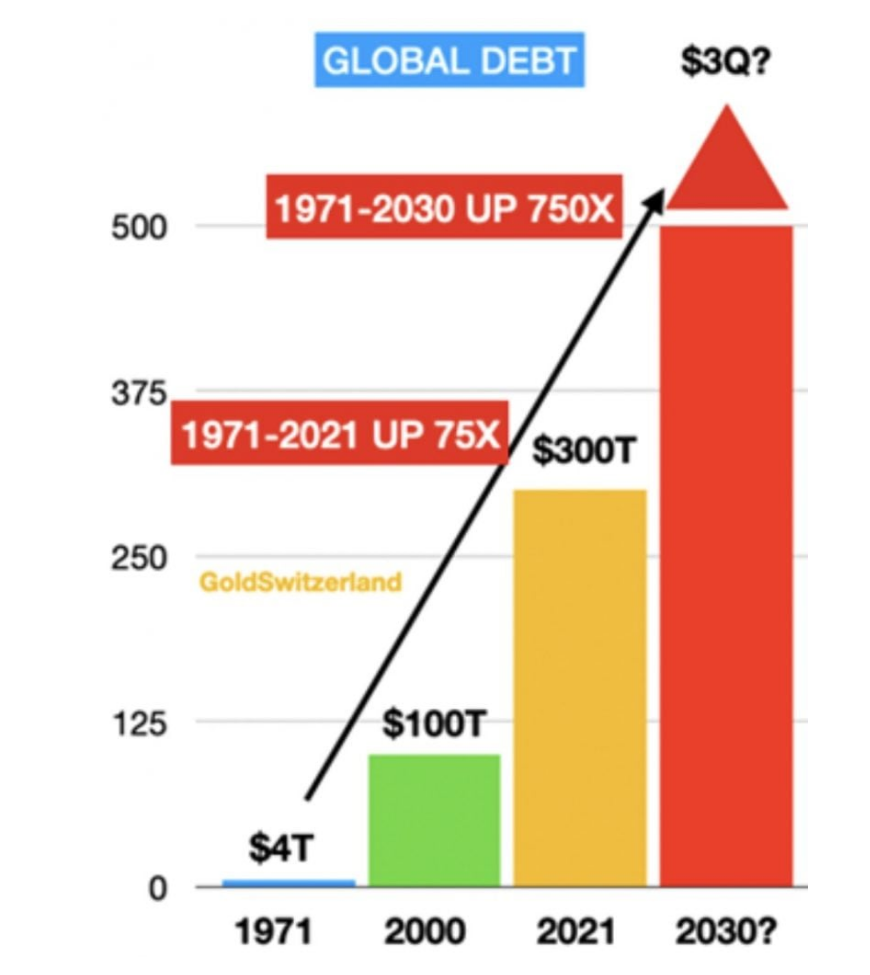 GLOBAL DEBT
$3Q?
1971-2030 UP 750X
500
375
1971-2021 UP 75X
$300T
250
GoldSwitzerland
125
$100T
$4T
0
1971
2000
2021
2030?